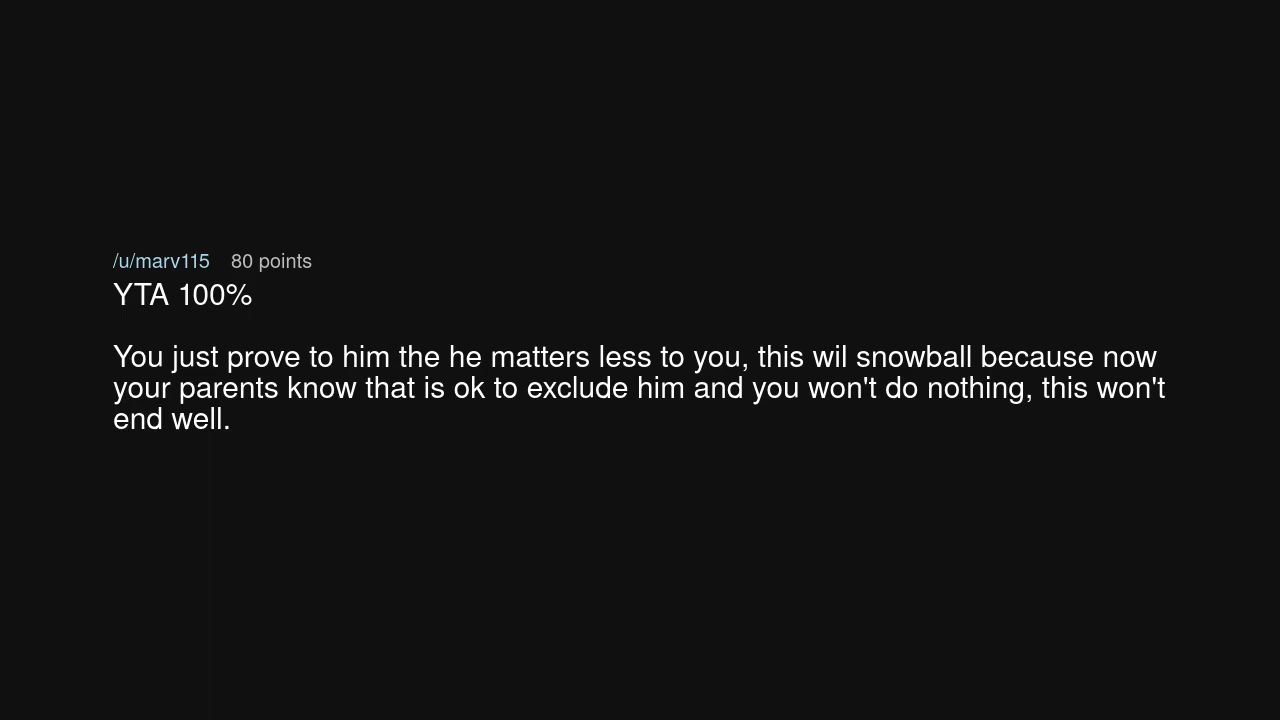 /u/marv115 80 points
YTA 100%
You just prove to him the he matters less to you, this wil snowball because now
your parents know that is ok to exclude him and you won't do nothing, this won't
end well.